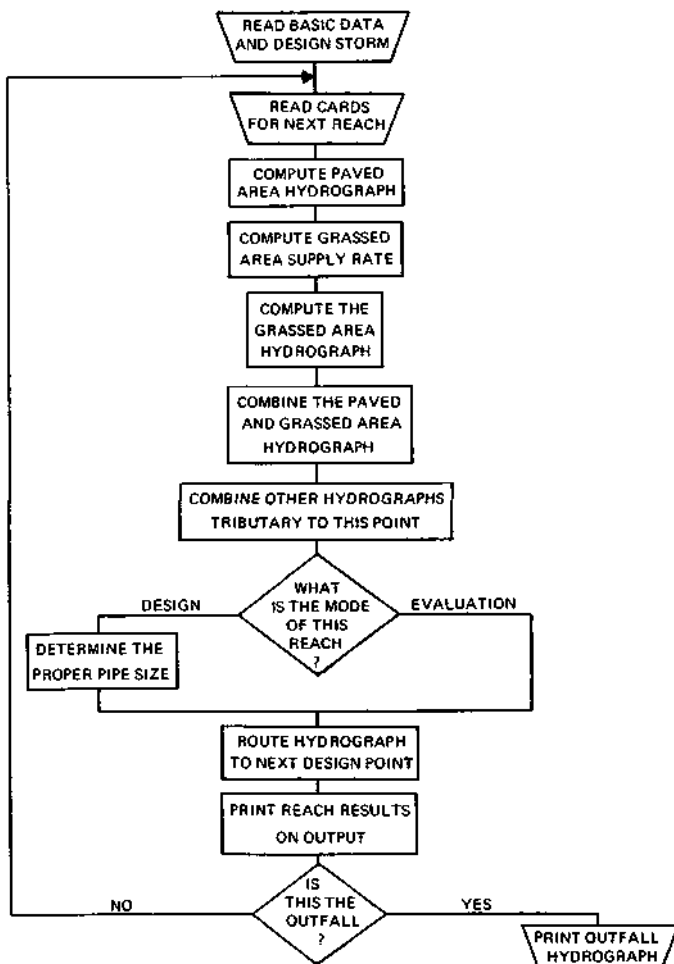 READ BASIC DATA
AND DESIGN STORM
READ CARDS
FOR NEXT REACH
COMPUTE PAVED
AREA HYDROGRAPH
COMPUTE GRASSED
AREA SUPPLY RATE
COMPUTE THE
GRASSED AREA
HYDROGRAPH
COMBINE THE PAVED
AND GRASSED AREA
HYDROGRAPH
COMBINE OTHER HYDROGRAPHS
TRIBUTARY TO THIS POINT
WHAT
IS THE MODE
OF THIS
REACH
?
DESIGN
EVALUATION
DETERMINE THE
PROPER PIPE SIZE
ROUTE HYDROGRAPH
TO NEXT DESIGN POINT
PRINT REACH RESULTS
ON OUTPUT
IS
THIS THE
OUTFALL
?
NO
YES
PRINT OUTFALL
HYDROGRAPH